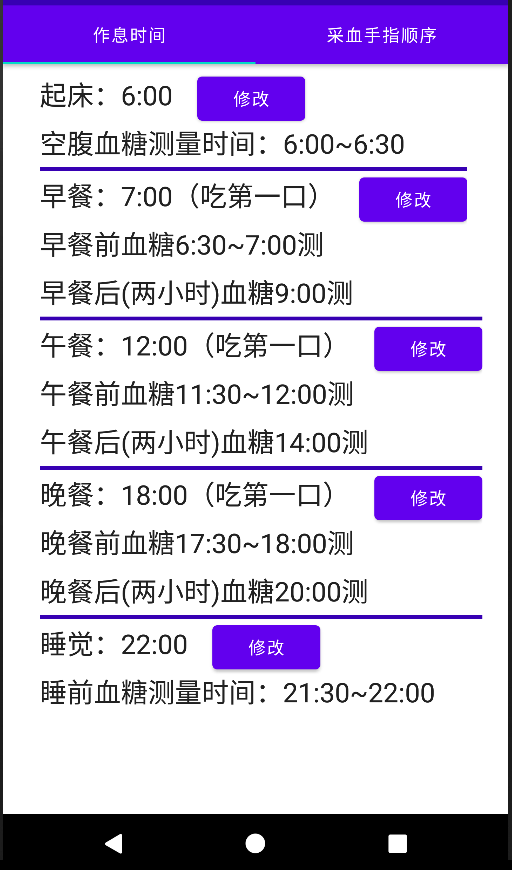 作息时间
采血手指顺序
起床：6:00
修改
空腹血糖测量时间：6:00~6:30
早餐：7:00（吃第一口）
修改
早餐前血糖6:30~7:00测
早餐后(两小时)血糖9:00测
午餐：12:00（吃第一口）
修改
午餐前血糖11:30~12:00测
午餐后(两小时)血糖14:00测
晚餐：18:00（吃第一口）
修改
晚餐前血糖17:30~18:00测
晚餐后(两小时)血糖20:00测
睡觉：22:00
修改
睡前血糖测量时间：21:30~22:00